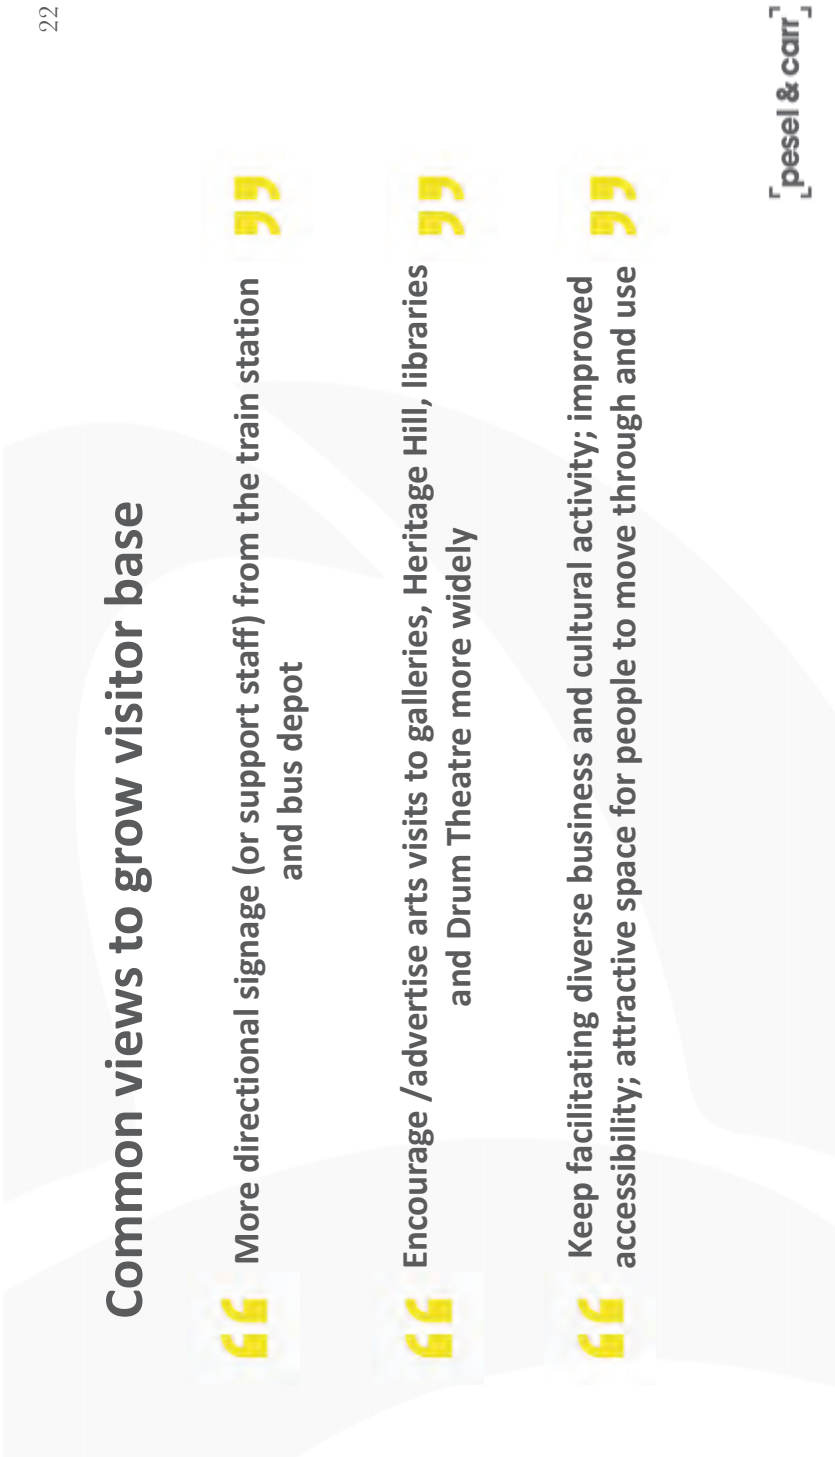 22
Common views to grow visitor base
More directional signage (or support staff) from the train station
and bus depot
Encourage /advertise arts visits to galleries, Heritage Hill, libraries
and Drum Theatre more widely
Keep facilitating diverse business and cultural activity; improved
accessibility; attractive space for people to move through and use
[pesel & carr]